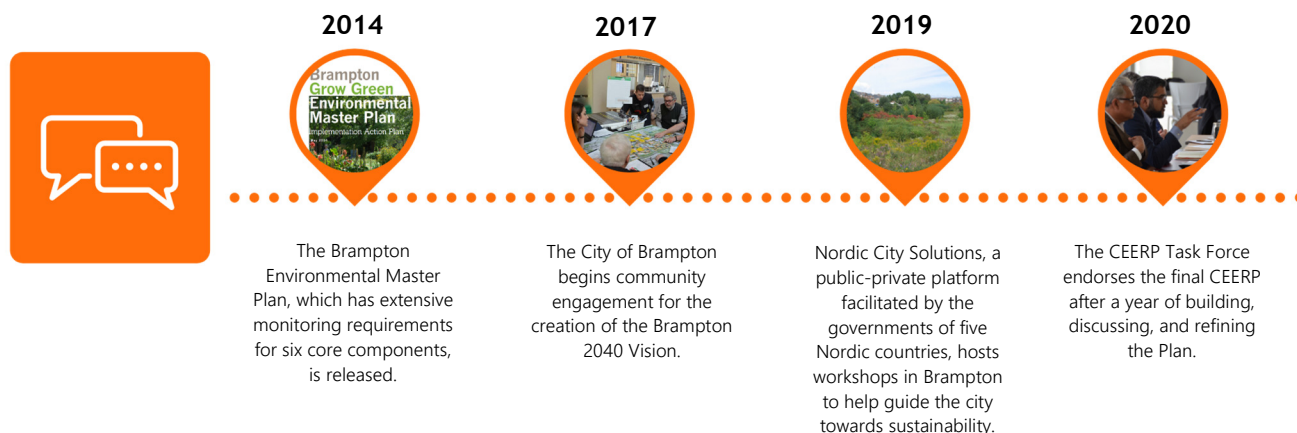 2014
2017
2019
2020
Brampton
Grow Green
Environmental
Master Plan
Implementation Action Plan
The Brampton
Environmental Master
Plan, which has extensive
monitoring requirements
for six core components,
is released.
The City of Brampton
begins community
engagement for the
creation of the Brampton
2040 Vision.
Nordic City Solutions, a
public-private platform
facilitated by the
governments of five
Nordic countries, hosts
workshops in Brampton
to help guide the city
towards sustainability.
The CEERP Task Force
endorses the final CEERP
after a year of building,
discussing, and refining
the Plan.